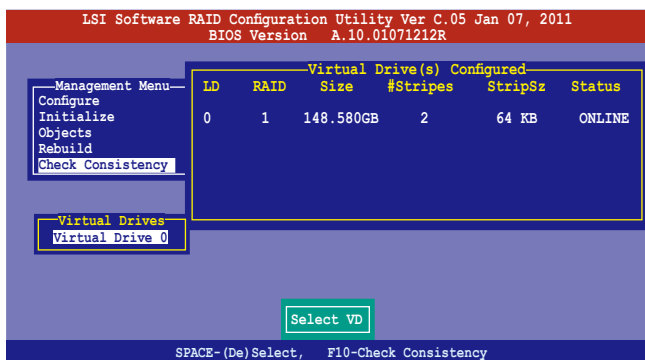 LSI Software RAID Configuration Utility Ver C.05 Jan 07, 2011
BIOS Version A.10.01071212R
Virtual Drive(s) Configured
LD RAID Size #Stripes StripSz Status
0 1 148.580GB 2 64 KB ONLINE
Management Menu
Configure
Initialize
Objects
Rebuild
Check Consistency
Virtual Drives
Virtual Drive 0
Select VD
SPACE-(De)Select, F10-Check Consistency